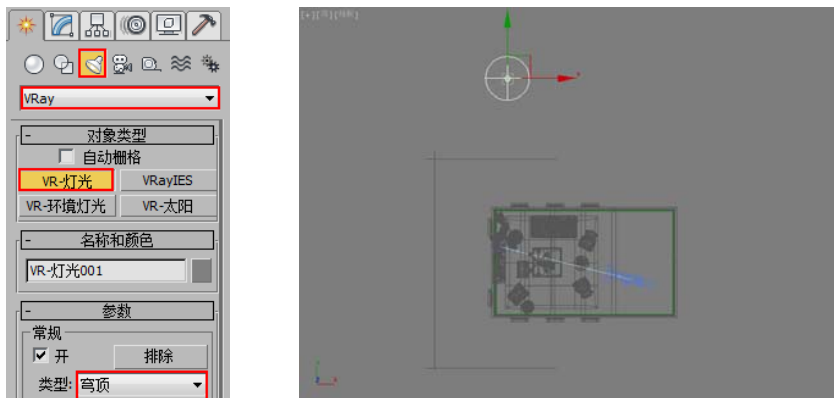 VRay
- 对象类型
自动栅格
VR-灯光 VRayIES
VR-环境灯光 VR-太阳
- 名称和颜色
VR-灯光001
- 参数
常规
开 排除
类型: 穹顶